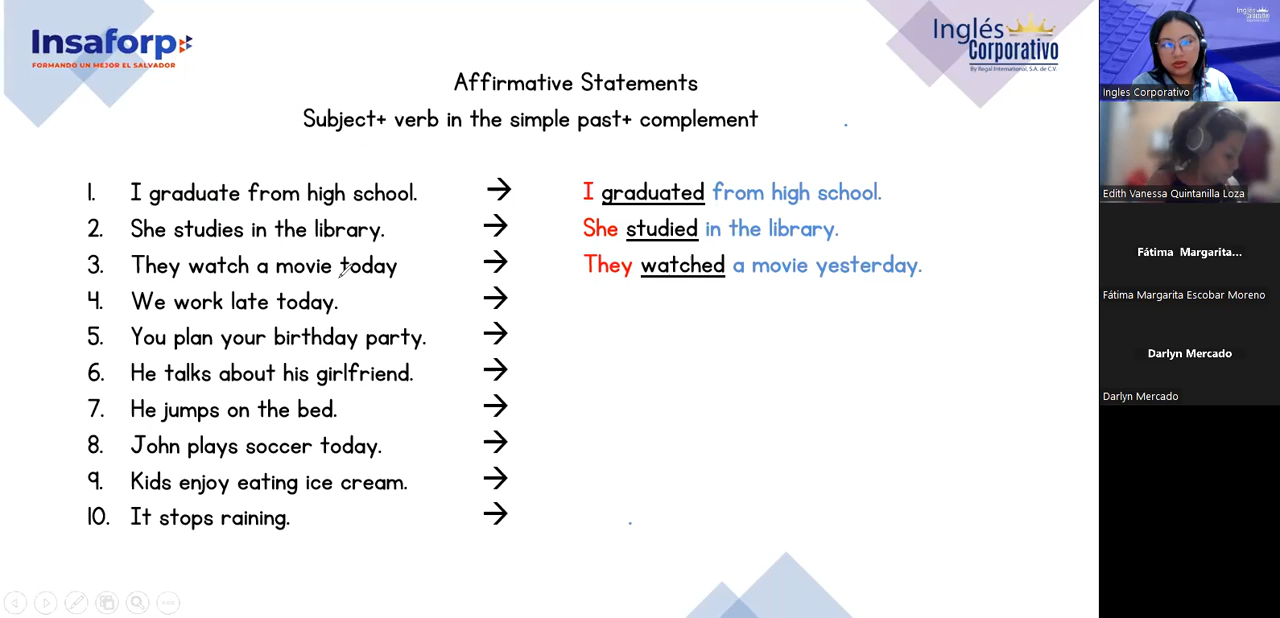 Insaforp
FORMANDO UN MEJOR EL SALVADOR
Inglés
Corporativo
By Regal International, S.A. de C.V.
Affirmative Statements
Subject+ verb in the simple past+ complement
1. I graduate from high school. → I graduated from high school.
2. She studies in the library. → She studied in the library.
3. They watch a movie today → They watched a movie yesterday.
4. We work late today. →
5. You plan your birthday party. →
6. He talks about his girlfriend. →
7. He jumps on the bed. →
8. John plays soccer today. →
9. Kids enjoy eating ice cream. →
10. It stops raining. →
Inglés
Ingles Corporativo
Edith Vanessa Quintanilla Loza
Fátima Margarita...
Fátima Margarita Escobar Moreno
Darlyn Mercado
Darlyn Mercado